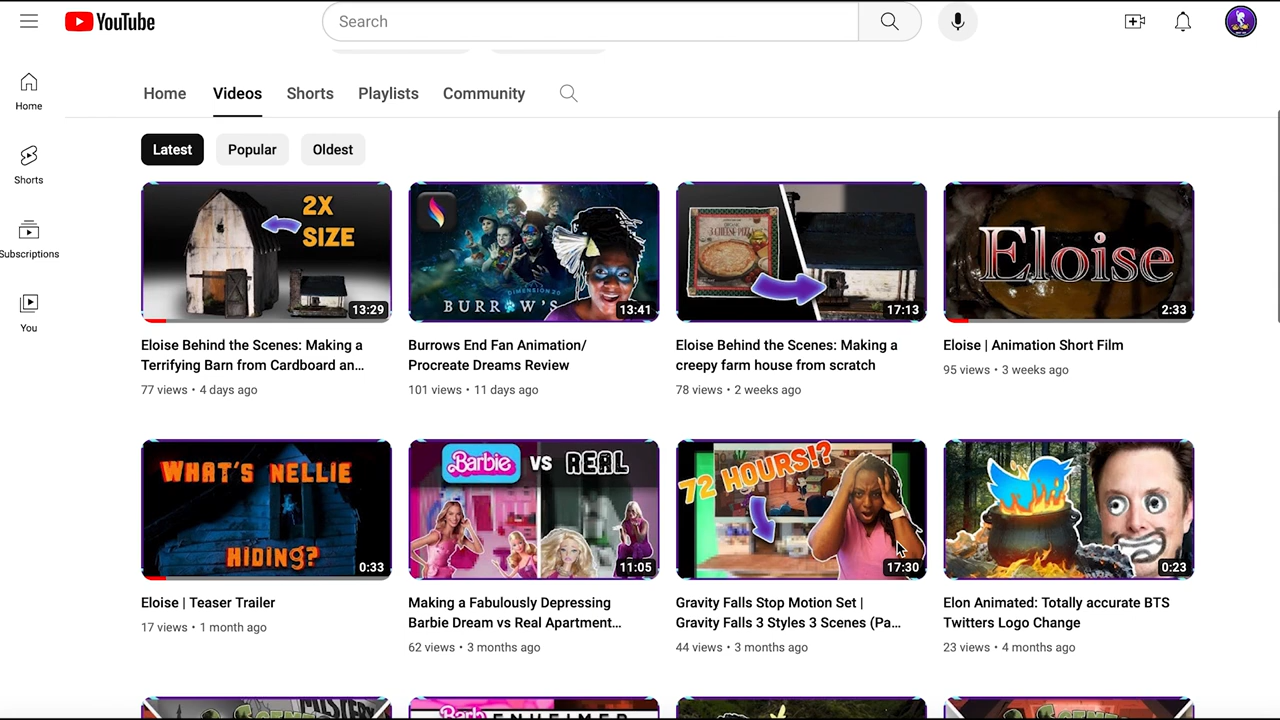 YouTube
Search
Home
Shorts
Subscriptions
You
Home Videos Shorts Playlists Community
Latest Popular Oldest
2X
SIZE
13:29
DIMENSION 20
BURROW'S
13:41
3 CHEESE PIZZA
17:13
Eloise
2:33
Eloise Behind the Scenes: Making a
Terrifying Barn from Cardboard an...
77 views • 4 days ago
Burrows End Fan Animation/
Procreate Dreams Review
101 views • 11 days ago
Eloise Behind the Scenes: Making a
creepy farm house from scratch
78 views • 2 weeks ago
Eloise | Animation Short Film
95 views • 3 weeks ago
WHAT'S NELLIE
HIDING?
0:33
Barbie VS REAL
11:05
72 HOURS!?
17:30
0:23
Eloise | Teaser Trailer
17 views • 1 month ago
Making a Fabulously Depressing
Barbie Dream vs Real Apartment...
62 views • 3 months ago
Gravity Falls Stop Motion Set |
Gravity Falls 3 Styles 3 Scenes (Pa...
44 views • 3 months ago
Elon Animated: Totally accurate BTS
Twitters Logo Change
23 views • 4 months ago